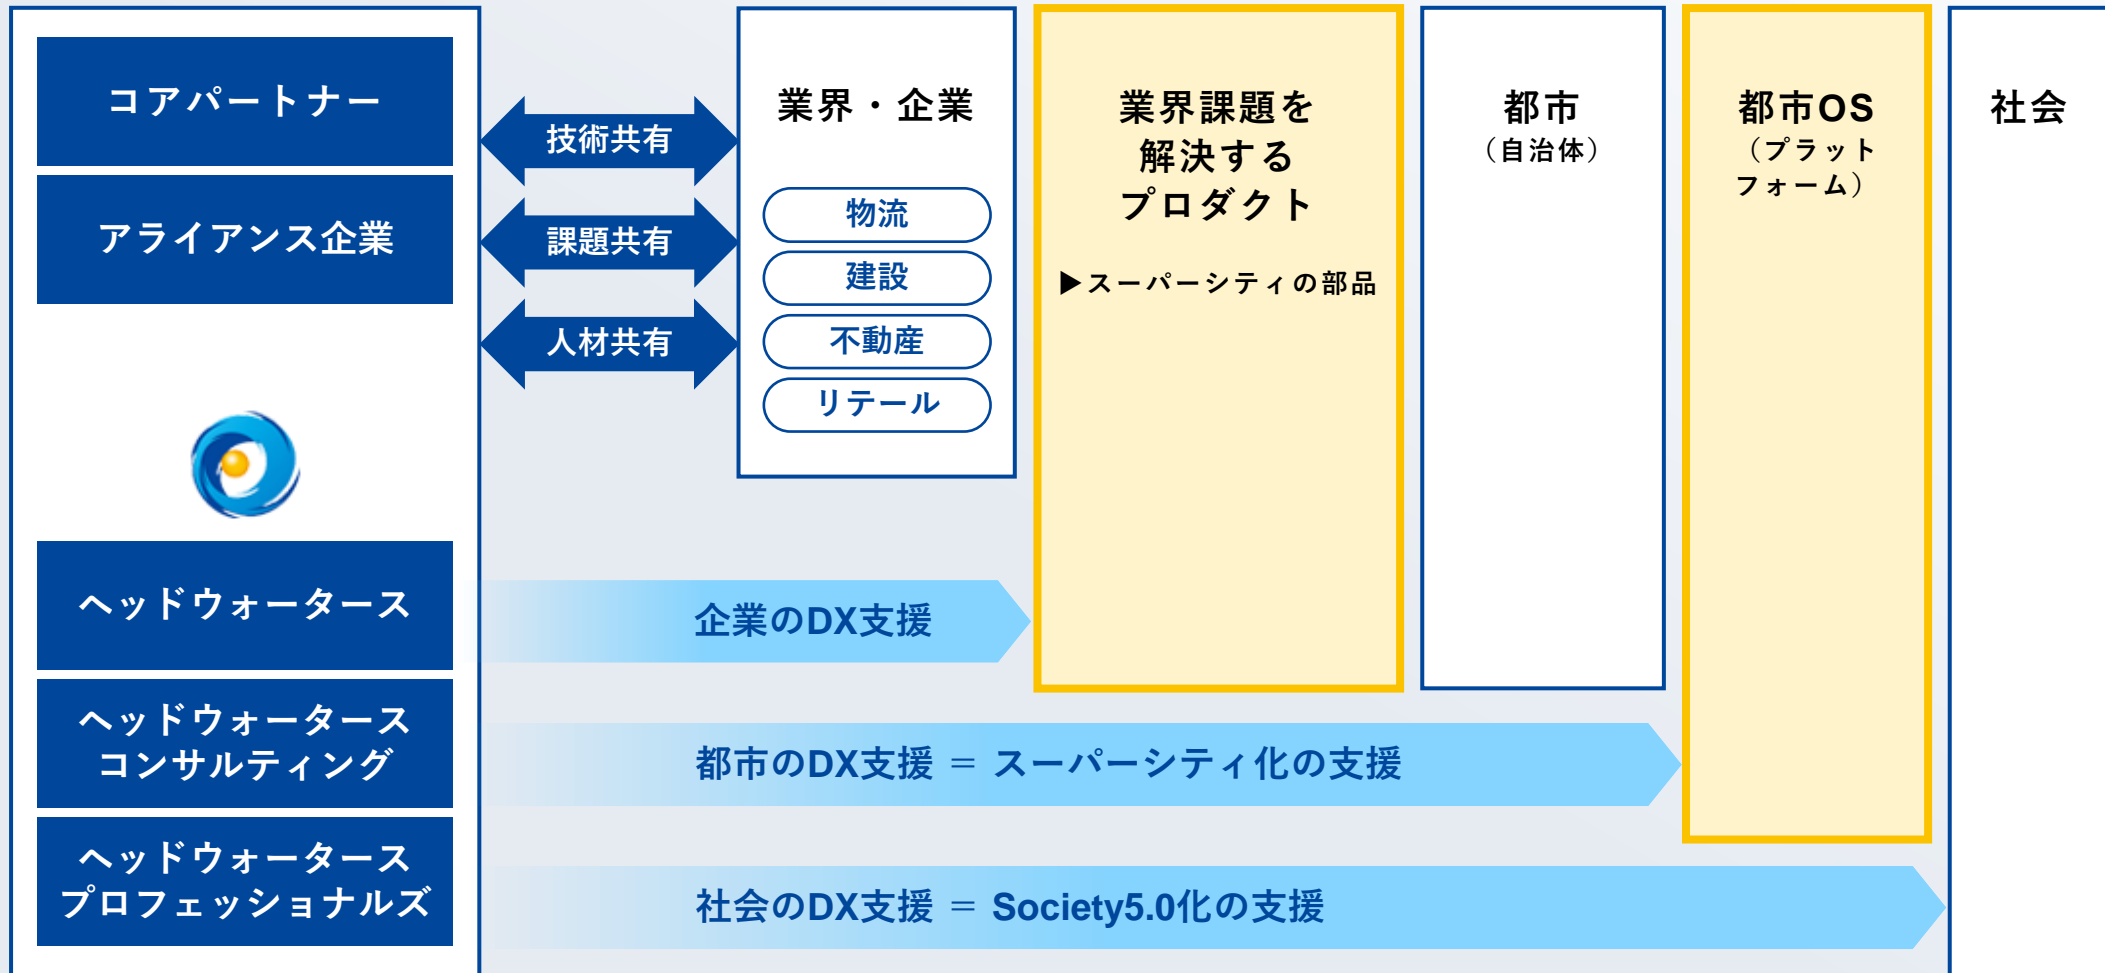 コアパートナー
アライアンス企業
ヘッドウォータース
ヘッドウォータース
コンサルティング
ヘッドウォータース
プロフェッショナルズ
技術共有
課題共有
人材共有
業界・企業
物流
建設
不動産
リテール
業界課題を
解決する
プロダクト
▶スーパーシティの部品
都市
（自治体）
都市OS
（プラット
フォーム）
社会
企業のDX支援
都市のDX支援 ＝ スーパーシティ化の支援
社会のDX支援 ＝ Society5.0化の支援